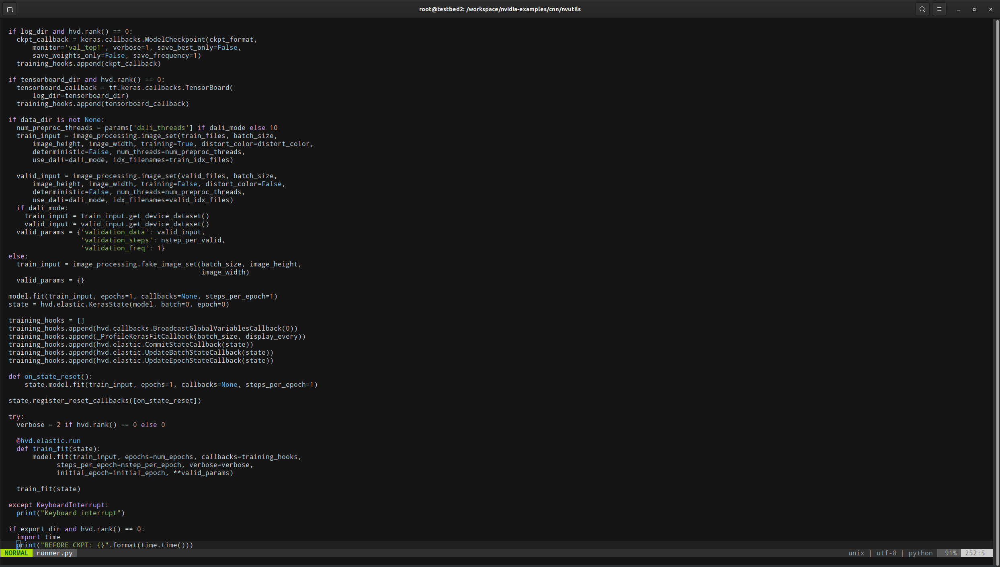 root@testbed2: /workspace/nvidia-examples/cnn/nvutils
if log_dir and hvd.rank() == 0:
  ckpt_callback = keras.callbacks.ModelCheckpoint(ckpt_format,
      monitor='val_top1', verbose=1, save_best_only=False,
      save_weights_only=False, save_frequency=1)
  training_hooks.append(ckpt_callback)

if tensorboard_dir and hvd.rank() == 0:
  tensorboard_callback = tf.keras.callbacks.TensorBoard(
      log_dir=tensorboard_dir)
  training_hooks.append(tensorboard_callback)

if data_dir is not None:
  num_preproc_threads = params['dali_threads'] if dali_mode else 10
  train_input = image_processing.image_set(train_files, batch_size,
      image_height, image_width, training=True, distort_color=distort_color,
      deterministic=False, num_threads=num_preproc_threads,
      use_dali=dali_mode, idx_filenames=train_idx_files)

  valid_input = image_processing.image_set(valid_files, batch_size,
      image_height, image_width, training=False, distort_color=False,
      deterministic=False, num_threads=num_preproc_threads,
      use_dali=dali_mode, idx_filenames=valid_idx_files)
  if dali_mode:
    train_input = train_input.get_device_dataset()
    valid_input = valid_input.get_device_dataset()
  valid_params = {'validation_data': valid_input,
                  'validation_steps': nstep_per_valid,
                  'validation_freq': 1}
else:
  train_input = image_processing.fake_image_set(batch_size, image_height,
                                                image_width)
  valid_params = {}

model.fit(train_input, epochs=1, callbacks=None, steps_per_epoch=1)
state = hvd.elastic.KerasState(model, batch=0, epoch=0)

training_hooks = []
training_hooks.append(hvd.callbacks.BroadcastGlobalVariablesCallback(0))
training_hooks.append(_ProfileKerasFitCallback(batch_size, display_every))
training_hooks.append(hvd.elastic.CommitStateCallback(state))
training_hooks.append(hvd.elastic.UpdateBatchStateCallback(state))
training_hooks.append(hvd.elastic.UpdateEpochStateCallback(state))

def on_state_reset():
    state.model.fit(train_input, epochs=1, callbacks=None, steps_per_epoch=1)

state.register_reset_callbacks([on_state_reset])

try:
  verbose = 2 if hvd.rank() == 0 else 0

  @hvd.elastic.run
  def train_fit(state):
      model.fit(train_input, epochs=num_epochs, callbacks=training_hooks,
            steps_per_epoch=nstep_per_epoch, verbose=verbose,
            initial_epoch=initial_epoch, **valid_params)

  train_fit(state)

except KeyboardInterrupt:
  print("Keyboard interrupt")

if export_dir and hvd.rank() == 0:
  import time
  print("BEFORE CKPT: {}".format(time.time()))
NORMAL runner.py unix | utf-8 | python 91% 252:5